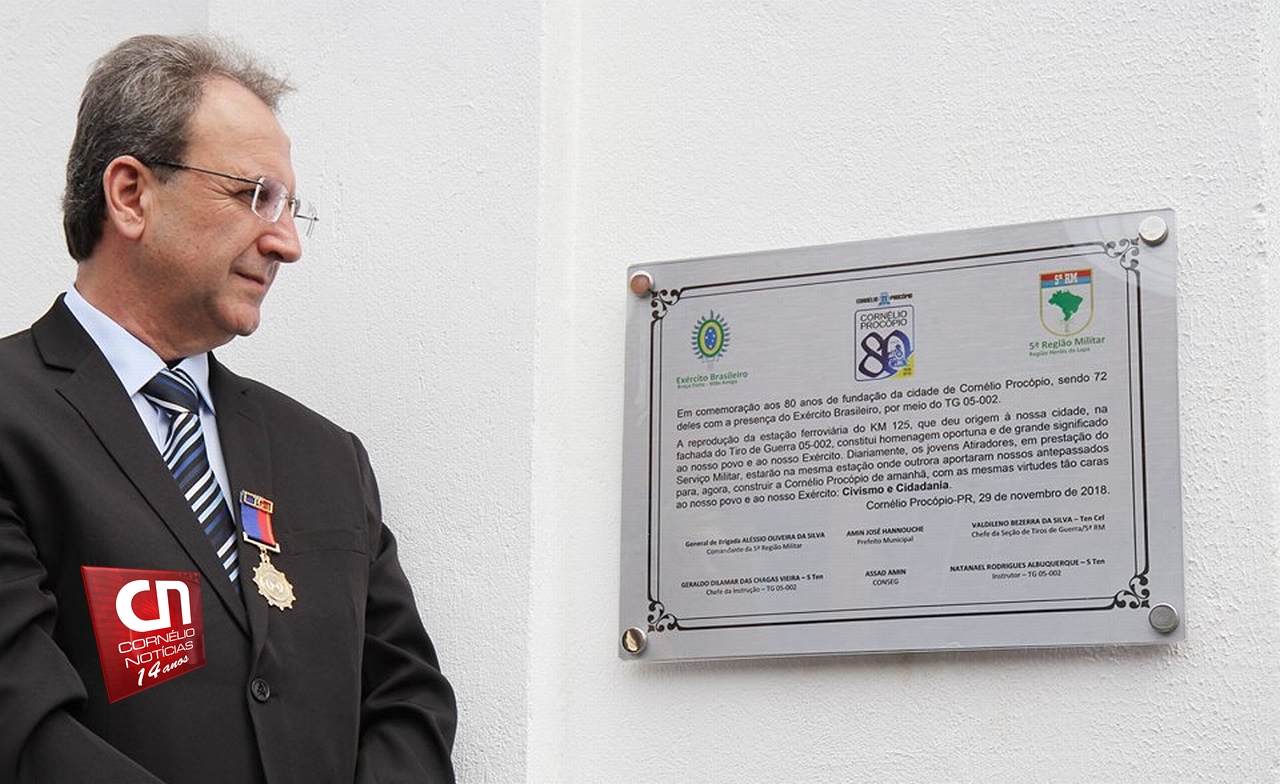 CORNÉLIO PROCÓPIO
CORNÉLIO
PROCÓPIO
80
5ª RM
Exército Brasileiro
Braço Forte - Mão Amiga
5ª Região Militar
Região Heróis da Lapa
Em comemoração aos 80 anos de fundação da cidade de Cornélio Procópio, sendo 72
deles com a presença do Exército Brasileiro, por meio do TG 05-002.
A reprodução da estação ferroviária do KM 125, que deu origem à nossa cidade, na
fachada do Tiro de Guerra 05-002, constitui homenagem oportuna e de grande significado
ao nosso povo e ao nosso Exército. Diariamente, os jovens Atiradores, em prestação do
Serviço Militar, estarão na mesma estação onde outrora aportaram nossos antepassados
para, agora, construir a Cornélio Procópio de amanhã, com as mesmas virtudes tão caras
ao nosso povo e ao nosso Exército: Civismo e Cidadania.
Cornélio Procópio-PR, 29 de novembro de 2018.
General de Brigada ALÉSSIO OLIVEIRA DA SILVA
Comandante da 5ª Região Militar
AMIN JOSÉ HANNOUCHE
Prefeito Municipal
VALDILENO BEZERRA DA SILVA – Ten Cel
Chefe da Seção de Tiros de Guerra/5ª RM
GERALDO DILAMAR DAS CHAGAS VIEIRA – S Ten
Chefe da Instrução – TG 05-002
ASSAD AMIN
CONSEG
NATANAEL RODRIGUES ALBUQUERQUE – S Ten
Instrutor – TG 05-002
CN
CORNÉLIO
NOTÍCIAS
14 anos